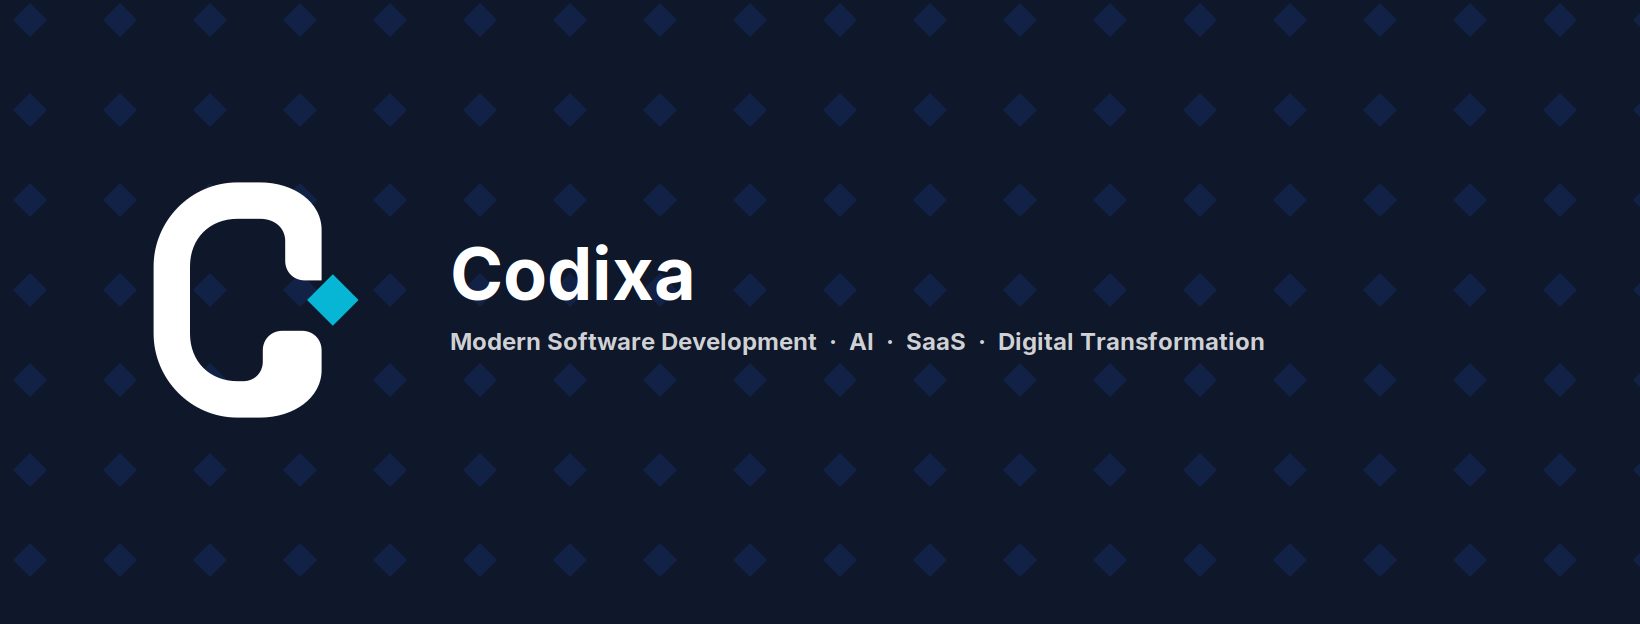 Codixa
Modern Software Development · AI · SaaS · Digital Transformation